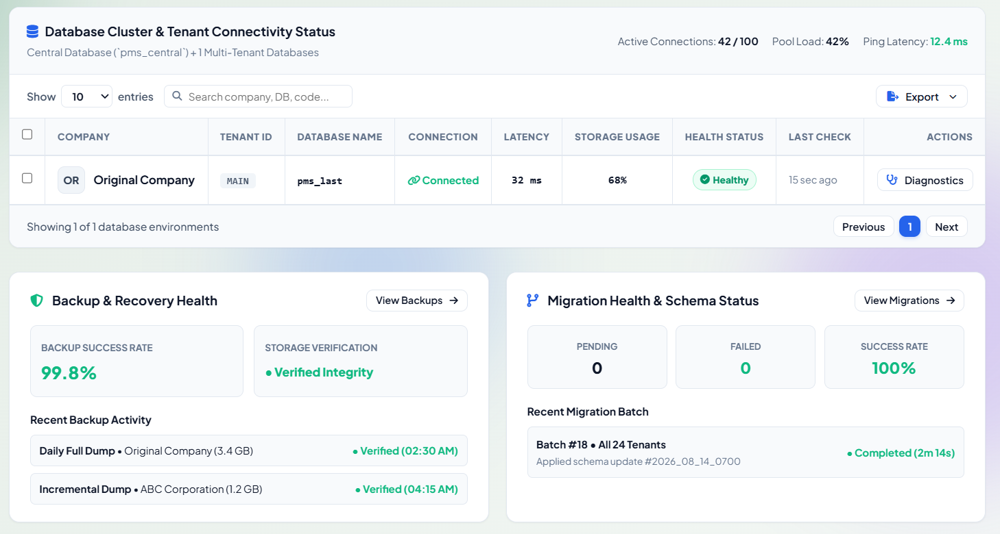 Database Cluster & Tenant Connectivity Status
Central Database (`pms_central`) + 1 Multi-Tenant Databases
Active Connections: 42 / 100 Pool Load: 42% Ping Latency: 12.4 ms
Show 10 entries Search company, DB, code... Export
COMPANY TENANT ID DATABASE NAME CONNECTION LATENCY STORAGE USAGE HEALTH STATUS LAST CHECK ACTIONS
OR Original Company MAIN pms_last Connected 32 ms 68% Healthy 15 sec ago Diagnostics
Showing 1 of 1 database environments Previous 1 Next
Backup & Recovery Health View Backups →
BACKUP SUCCESS RATE STORAGE VERIFICATION
99.8% ● Verified Integrity
Recent Backup Activity
Daily Full Dump • Original Company (3.4 GB) ● Verified (02:30 AM)
Incremental Dump • ABC Corporation (1.2 GB) ● Verified (04:15 AM)
Migration Health & Schema Status View Migrations →
PENDING FAILED SUCCESS RATE
0 0 100%
Recent Migration Batch
Batch #18 • All 24 Tenants
Applied schema update #2026_08_14_0700
● Completed (2m 14s)